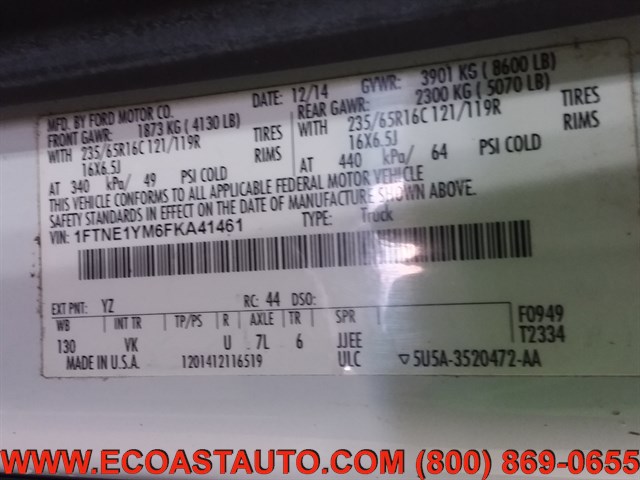 MFD. BY FORD MOTOR CO. DATE: 12/14 GVWR: 3901 KG ( 8600 LB)
FRONT GAWR: 1873 KG ( 4130 LB) REAR GAWR: 2300 KG ( 5070 LB)
WITH 235/65R16C 121/119R TIRES WITH 235/65R16C 121/119R TIRES
16X6.5J RIMS 16X6.5J RIMS
AT 340 kPa/ 49 PSI COLD AT 440 kPa/ 64 PSI COLD
THIS VEHICLE CONFORMS TO ALL APPLICABLE FEDERAL MOTOR VEHICLE
SAFETY STANDARDS IN EFFECT ON THE DATE OF MANUFACTURE SHOWN ABOVE.
VIN: 1FTNE1YM6FKA41461 TYPE: Truck
EXT PNT: YZ RC: 44 DSO:
WB INT TR TP/PS R AXLE TR SPR F0949
130 VK U 7L 6 JJEE T2334
MADE IN U.S.A. 1201412116519 ULC ▽5U5A-3520472-AA
WWW.ECOASTAUTO.COM (800) 869-0655